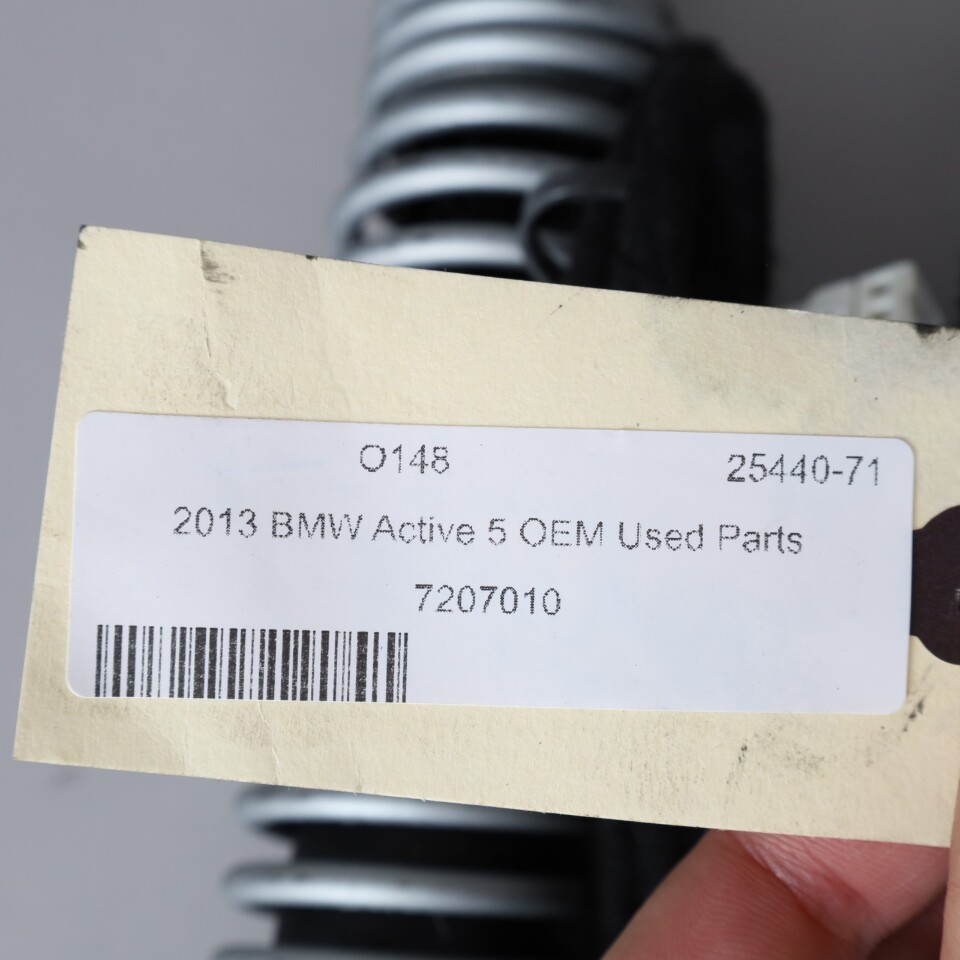 O148 25440-71
2013 BMW Active 5 OEM Used Parts
7207010